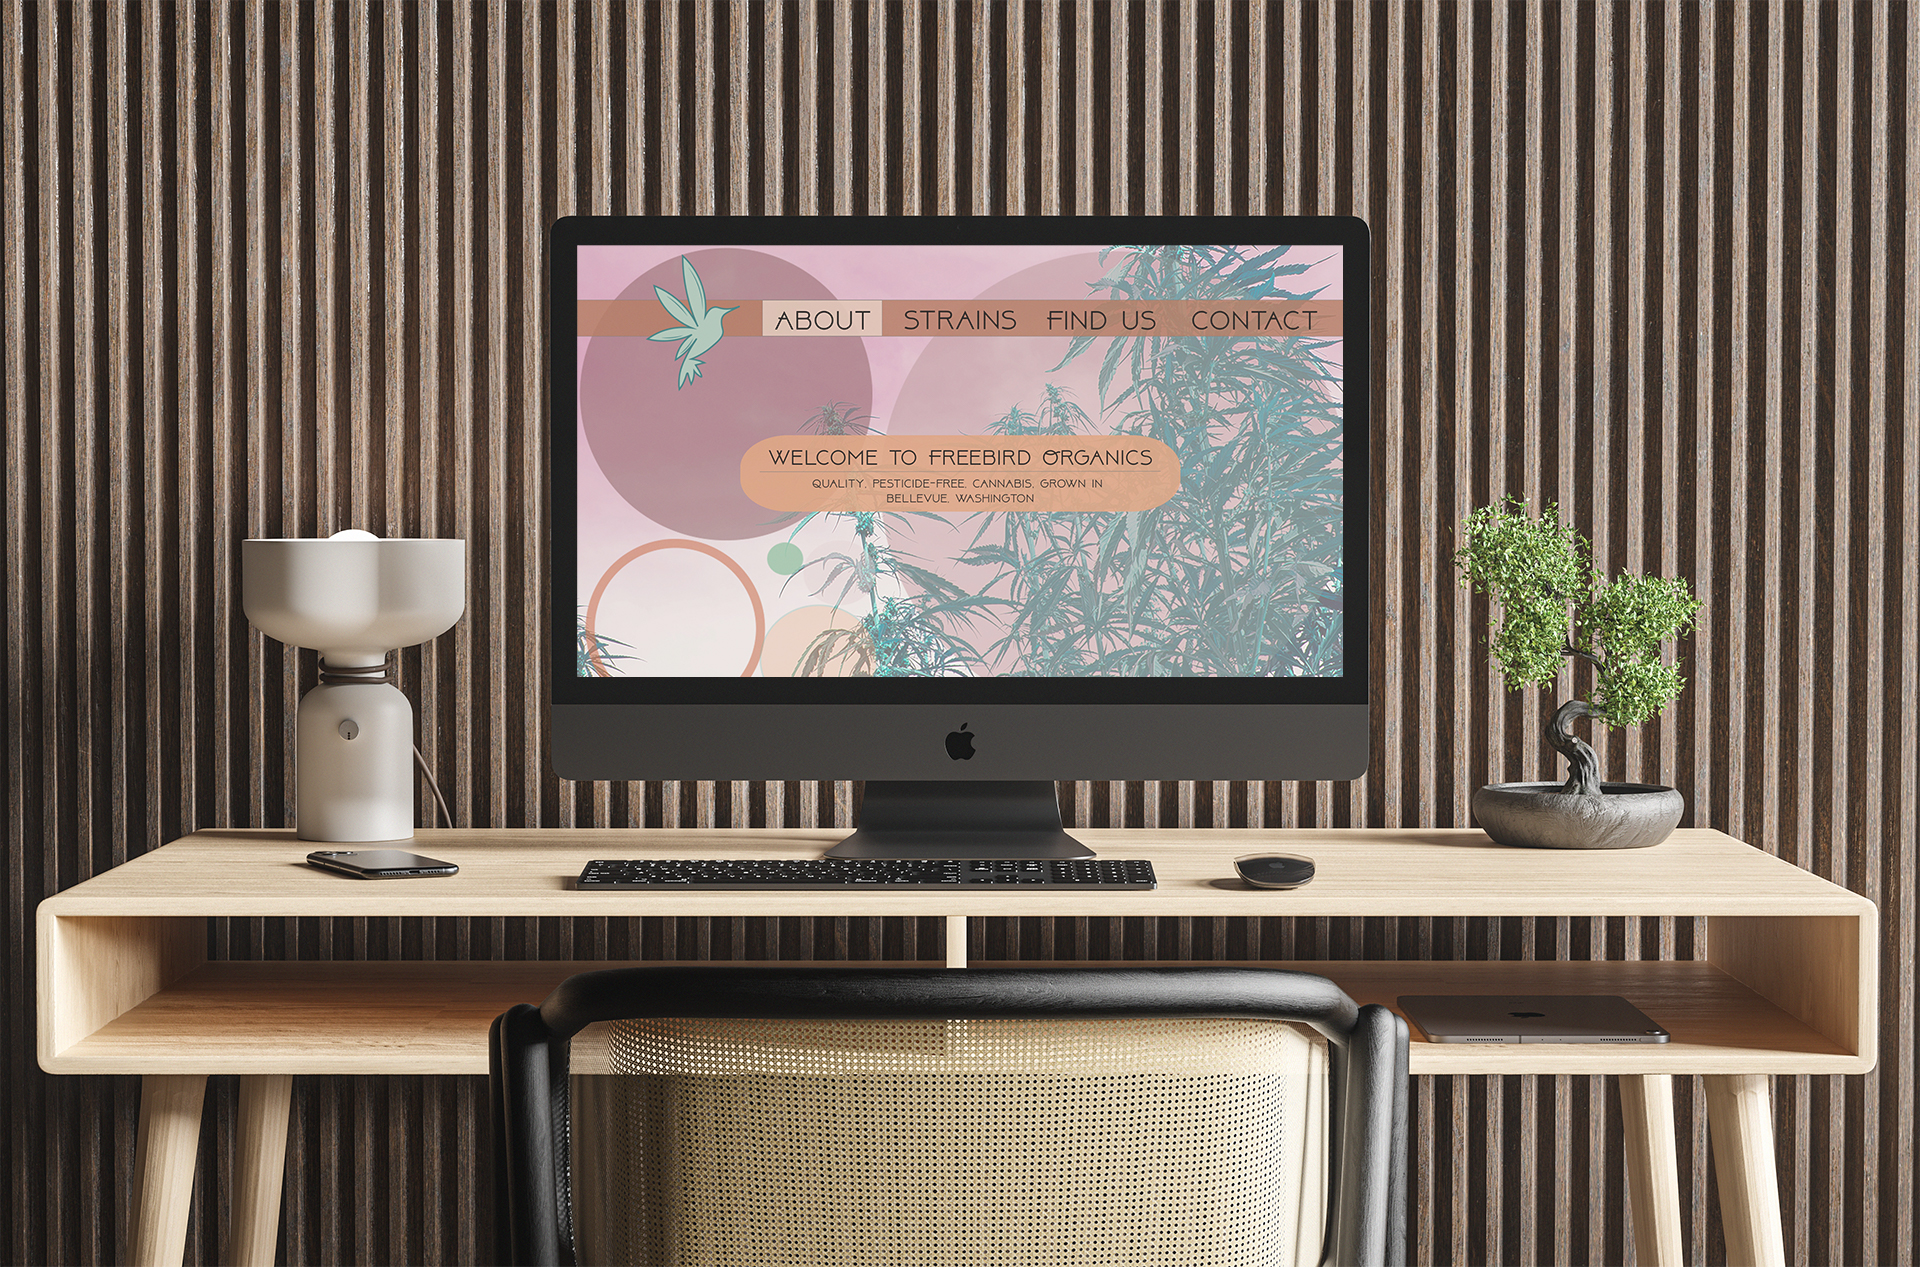 ABOUT STRAINS FIND US CONTACT
WELCOME TO FREEBIRD ORGANICS
QUALITY, PESTICIDE-FREE, CANNABIS, GROWN IN
BELLEVUE, WASHINGTON